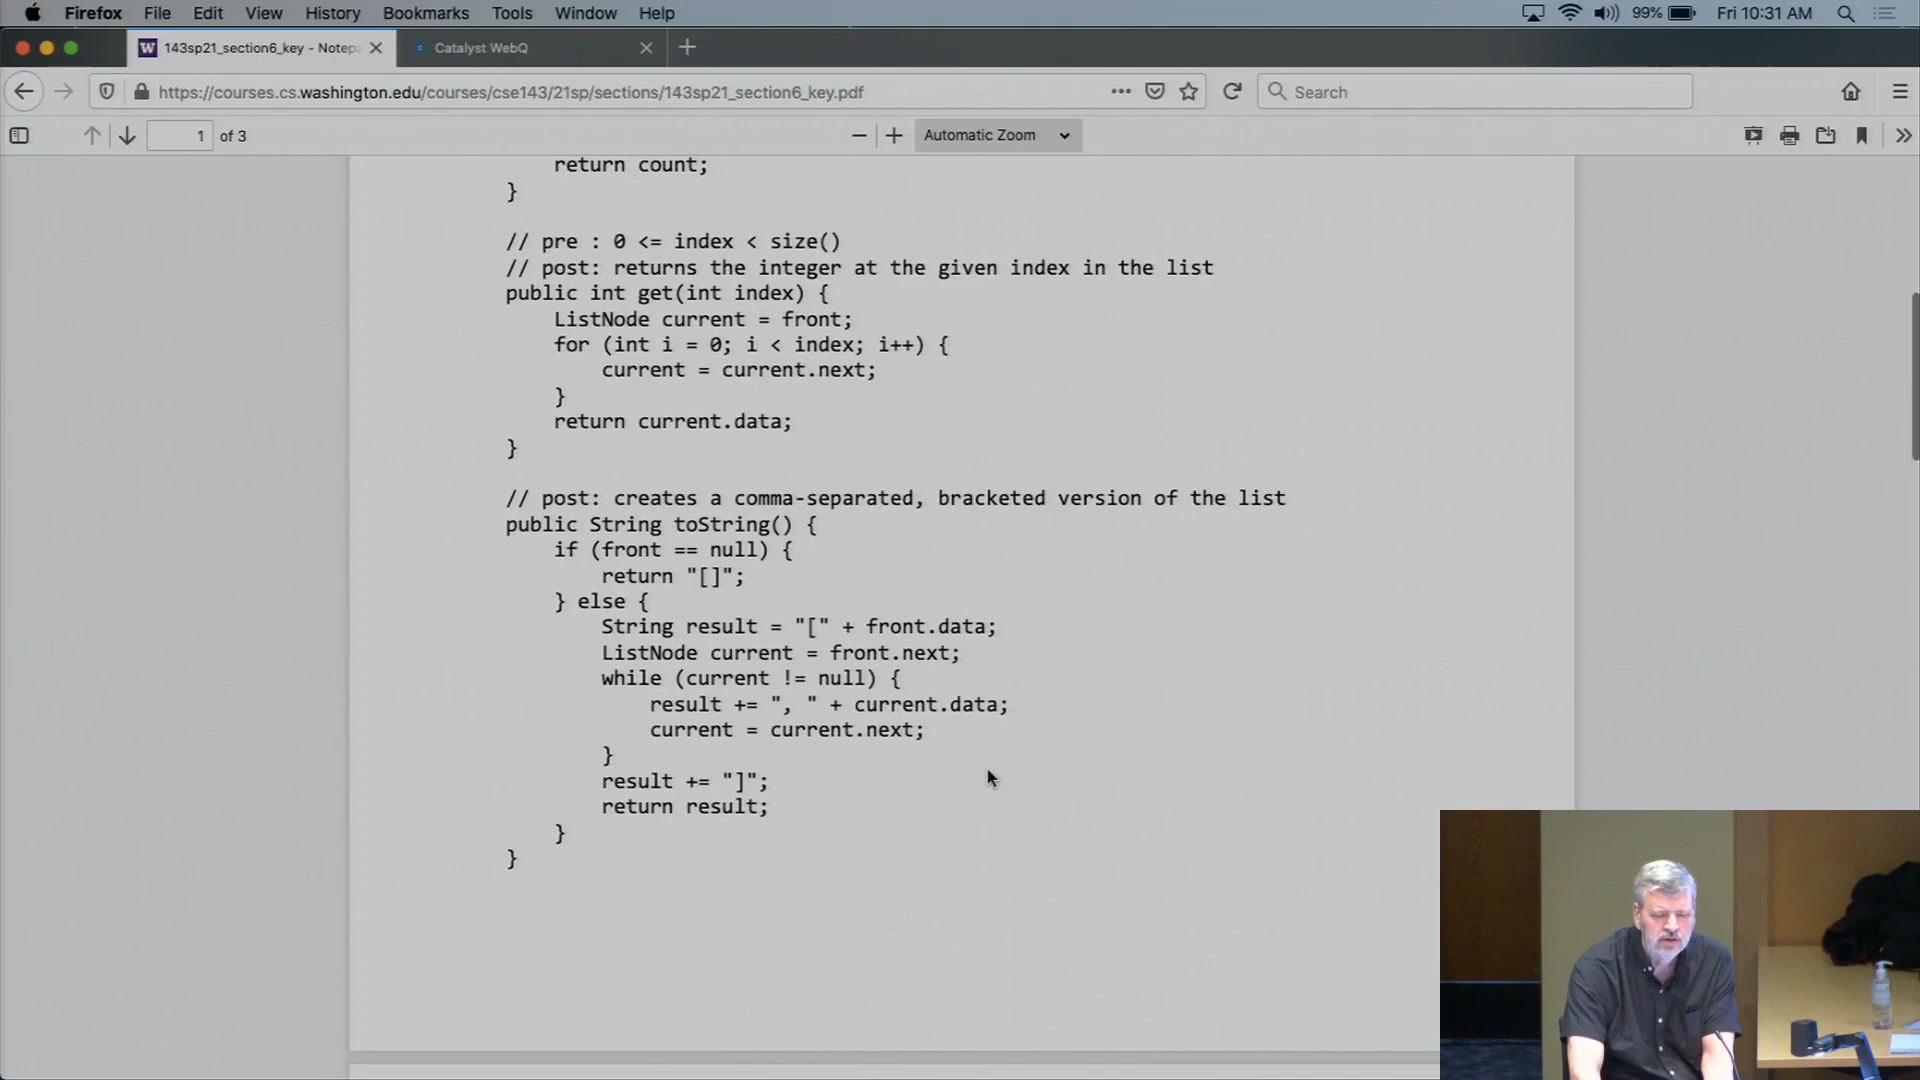 Firefox File Edit View History Bookmarks Tools Window Help 99% Fri 10:31 AM
W 143sp21_section6_key - Notepa Catalyst WebQ
https://courses.cs.washington.edu/courses/cse143/21sp/sections/143sp21_section6_key.pdf Search
1 of 3 Automatic Zoom
return count;
}
// pre : 0 <= index < size()
// post: returns the integer at the given index in the list
public int get(int index) {
ListNode current = front;
for (int i = 0; i < index; i++) {
current = current.next;
}
return current.data;
}
// post: creates a comma-separated, bracketed version of the list
public String toString() {
if (front == null) {
return "[]";
} else {
String result = "[" + front.data;
ListNode current = front.next;
while (current != null) {
result += ", " + current.data;
current = current.next;
}
result += "]";
return result;
}
}